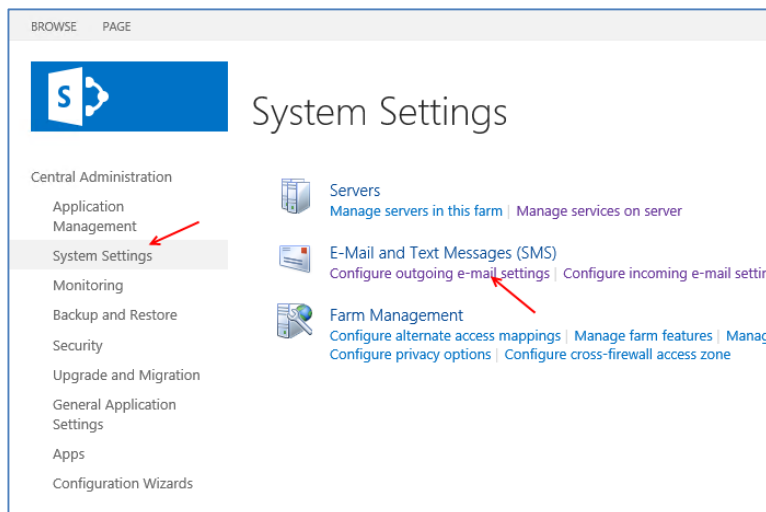 BROWSE PAGE
S
System Settings
Central Administration
Application
Management
System Settings
Monitoring
Backup and Restore
Security
Upgrade and Migration
General Application
Settings
Apps
Configuration Wizards
Servers
Manage servers in this farm | Manage services on server
E-Mail and Text Messages (SMS)
Configure outgoing e-mail settings | Configure incoming e-mail
Farm Management
Configure alternate access mappings | Manage farm features |
Configure privacy options | Configure cross-firewall access zone